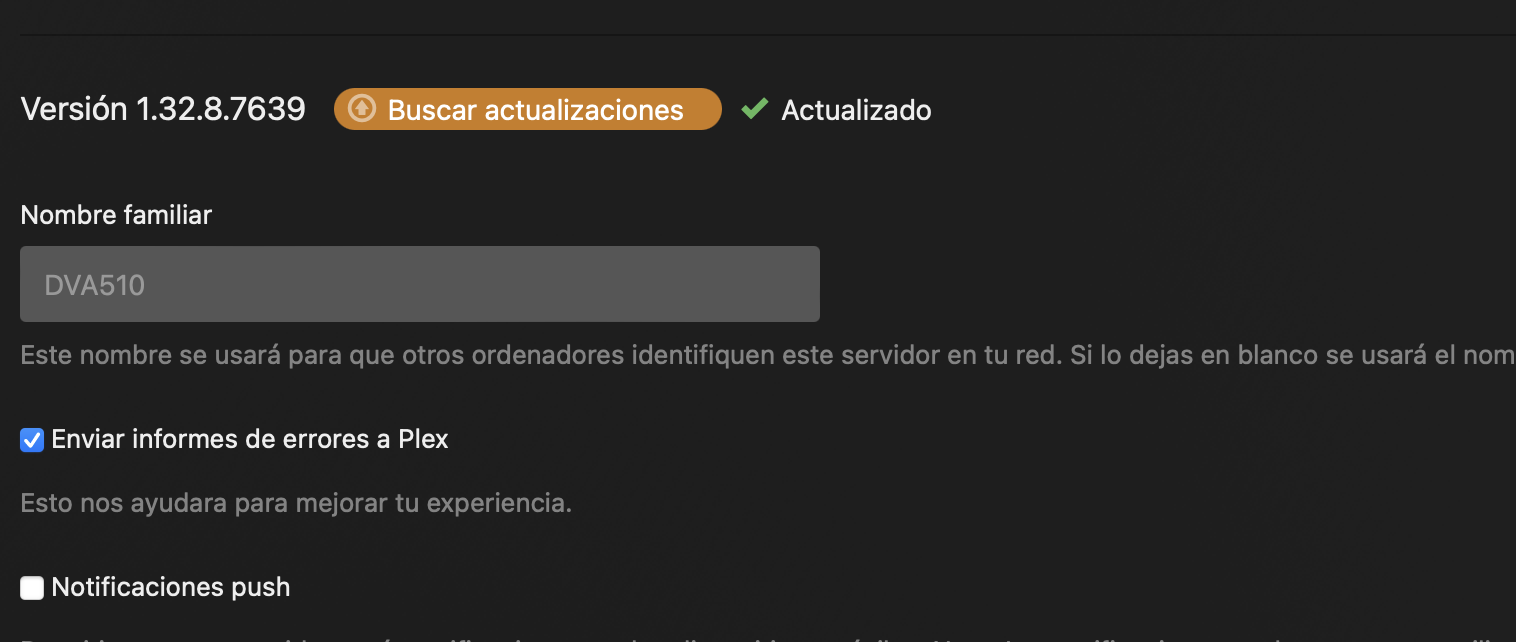 Versión 1.32.8.7639 Buscar actualizaciones Actualizado
Nombre familiar
DVA510
Este nombre se usará para que otros ordenadores identifiquen este servidor en tu red. Si lo dejas en blanco se usará el nom
Enviar informes de errores a Plex
Esto nos ayudara para mejorar tu experiencia.
Notificaciones push